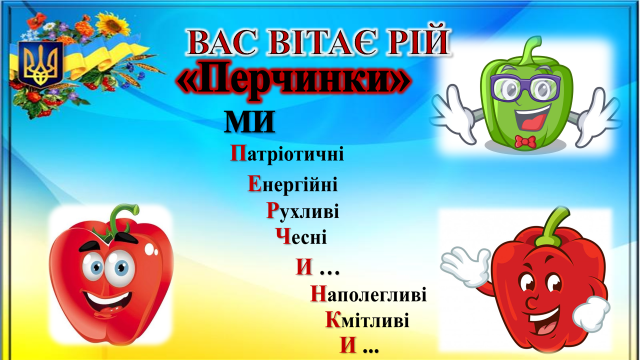 ВАС ВІТАЄ РІЙ
«Перчинки»
МИ
Патріотичні
Енергійні
Рухливі
Чесні
И …
Наполегливі
Кмітливі
И ...